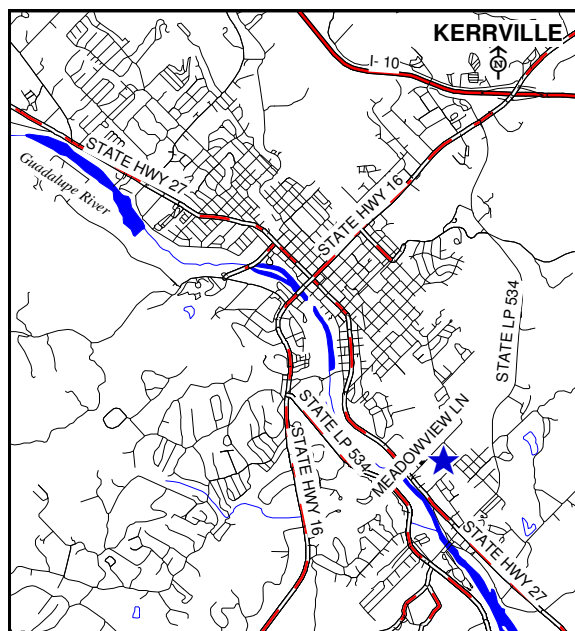 KERRVILLE
N
I- 10
STATE HWY 27
Guadalupe River
STATE HWY 16
STATE LP 534
STATE LP 534
MEADOWVIEW LN
STATE HWY 16
STATE HWY 27